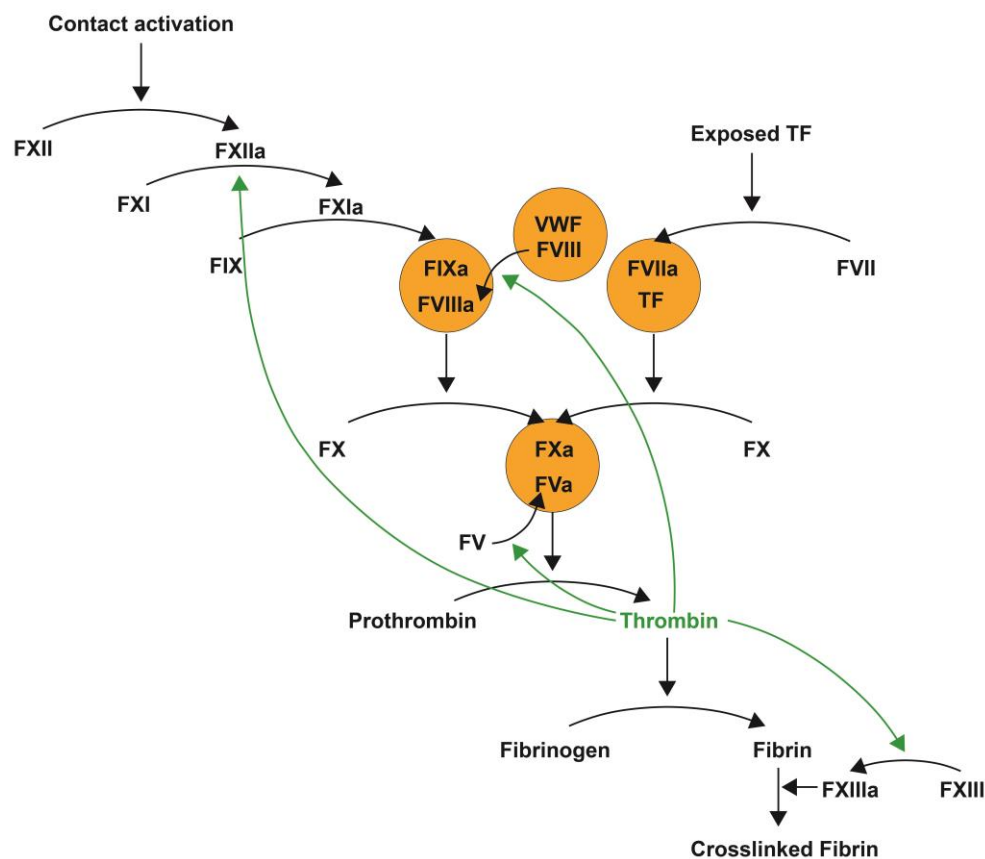 Contact activation
FXII
FXIIa
Exposed TF
FXI
FXIa
FIX
FIXa
FVIIIa
VWF
FVIII
FVIIa
TF
FVII
FX
FXa
FVa
FX
FV
Prothrombin
Thrombin
Fibrinogen
Fibrin
FXIIIa
FXIII
Crosslinked Fibrin